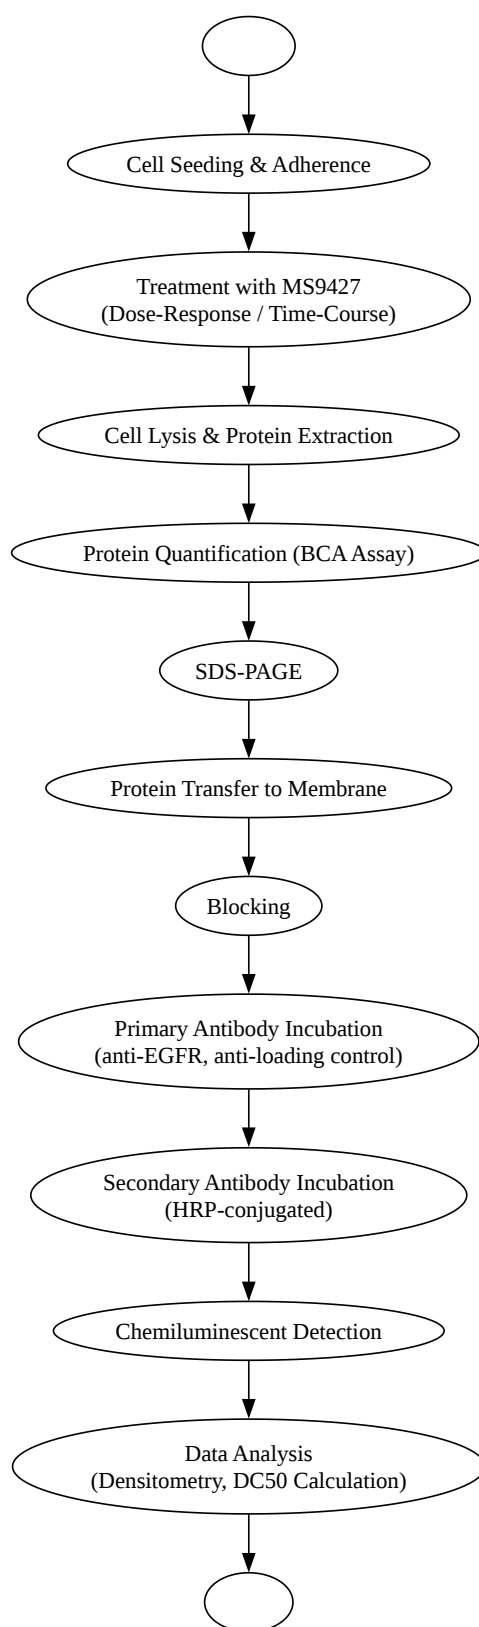 Cell Seeding & Adherence
Treatment with MS9427
(Dose-Response / Time-Course)
Cell Lysis & Protein Extraction
Protein Quantification (BCA Assay)
SDS-PAGE
Protein Transfer to Membrane
Blocking
Primary Antibody Incubation
(anti-EGFR, anti-loading control)
Secondary Antibody Incubation
(HRP-conjugated)
Chemiluminescent Detection
Data Analysis
(Densitometry, DC50 Calculation)